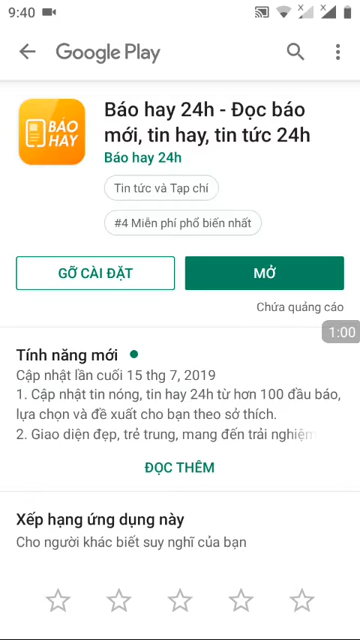 9:40
Google Play
BÁO
HAY
Báo hay 24h - Đọc báo
mới, tin hay, tin tức 24h
Báo hay 24h
Tin tức và Tạp chí
#4 Miễn phí phổ biến nhất
GỠ CÀI ĐẶT
MỞ
Chứa quảng cáo
1:00
Tính năng mới
Cập nhật lần cuối 15 thg 7, 2019
1. Cập nhật tin nóng, tin hay 24h từ hơn 100 đầu báo,
lựa chọn và đề xuất cho bạn theo sở thích.
2. Giao diện đẹp, trẻ trung, mang đến trải nghiệm
ĐỌC THÊM
Xếp hạng ứng dụng này
Cho người khác biết suy nghĩ của bạn